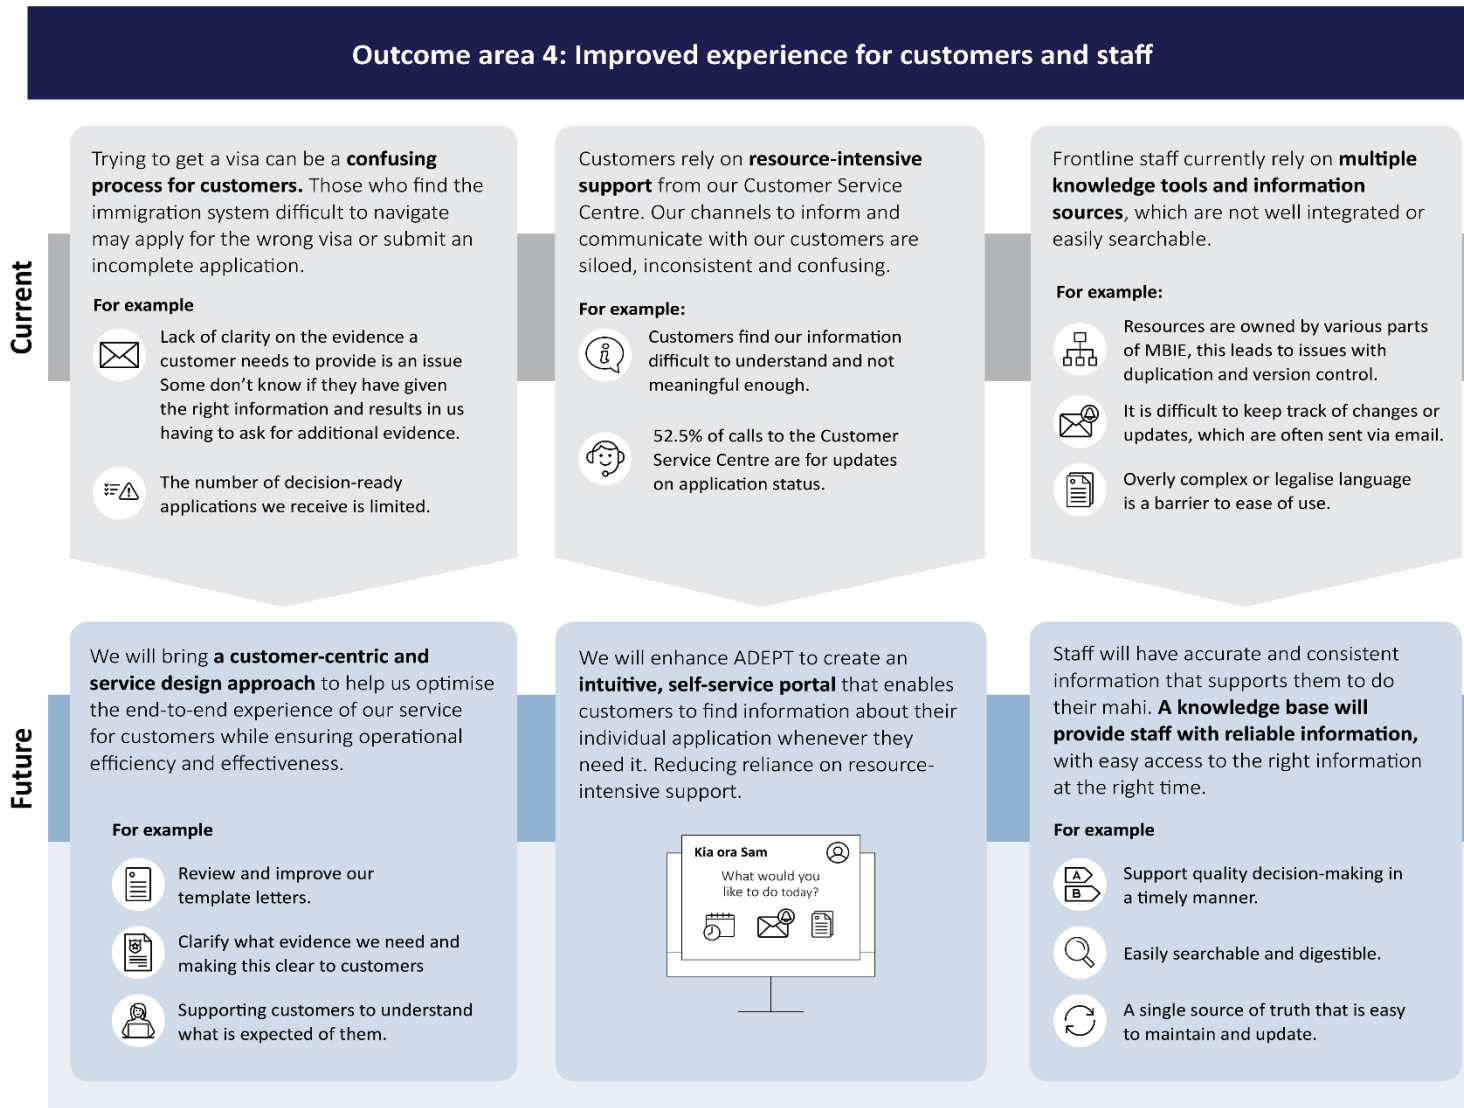 Outcome area 4: Improved experience for customers and staff
Current
Trying to get a visa can be a confusing
process for customers. Those who find the
immigration system difficult to navigate
may apply for the wrong visa or submit an
incomplete application.
For example
Lack of clarity on the evidence a
customer needs to provide is an issue
Some don't know if they have given
the right information and results in us
having to ask for additional evidence.
The number of decision-ready
applications we receive is limited.
Customers rely on resource-intensive
support from our Customer Service
Centre. Our channels to inform and
communicate with our customers are
siloed, inconsistent and confusing.
For example:
Customers find our information
difficult to understand and not
meaningful enough.
52.5% of calls to the Customer
Service Centre are for updates
on application status.
Frontline staff currently rely on multiple
knowledge tools and information
sources, which are not well integrated or
easily searchable.
For example:
Resources are owned by various parts
of MBIE, this leads to issues with
duplication and version control.
It is difficult to keep track of changes or
updates, which are often sent via email.
Overly complex or legalise language
is a barrier to ease of use.
Future
We will bring a customer-centric and
service design approach to help us optimise
the end-to-end experience of our service
for customers while ensuring operational
efficiency and effectiveness.
For example
Review and improve our
template letters.
Clarify what evidence we need and
making this clear to customers
Supporting customers to understand
what is expected of them.
We will enhance ADEPT to create an
intuitive, self-service portal that enables
customers to find information about their
individual application whenever they
need it. Reducing reliance on resource-
intensive support.
Kia ora Sam
What would you
like to do today?
Staff will have accurate and consistent
information that supports them to do
their mahi. A knowledge base will
provide staff with reliable information,
with easy access to the right information
at the right time.
For example
A
B
Support quality decision-making in
a timely manner.
Easily searchable and digestible.
A single source of truth that is easy
to maintain and update.